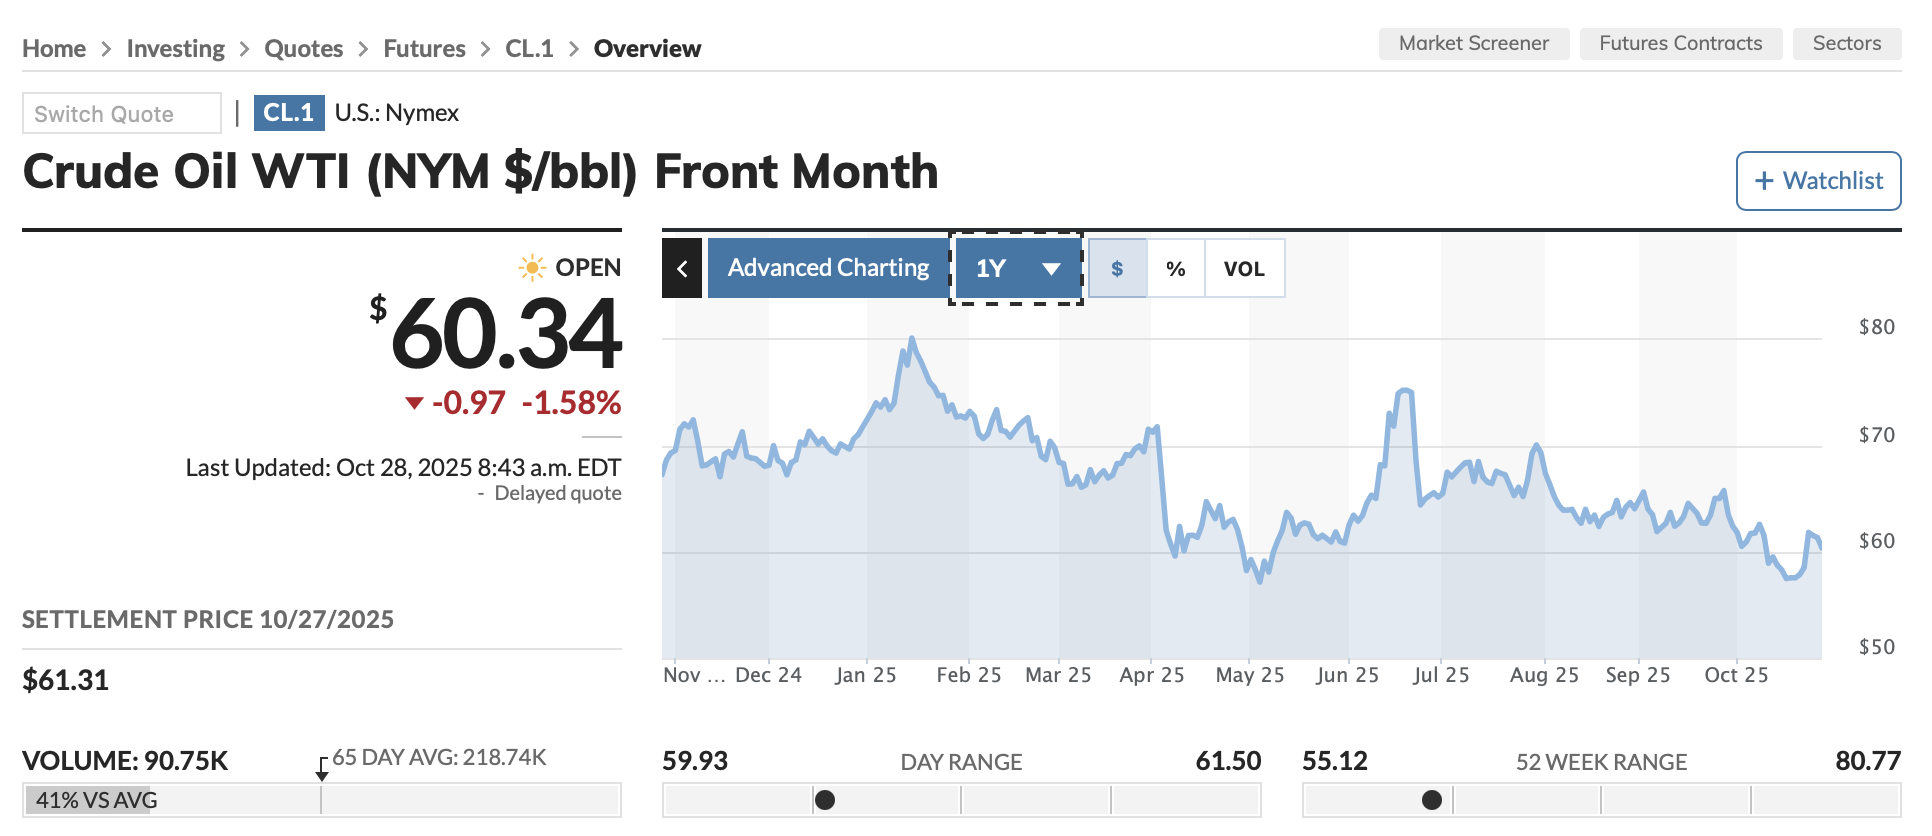 Home > Investing > Quotes > Futures > CL.1 > Overview
Market Screener
Futures Contracts
Sectors
Switch Quote | CL.1 U.S.: Nymex
Crude Oil WTI (NYM $/bbl) Front Month
+ Watchlist
OPEN
$60.34
-0.97 -1.58%
Last Updated: Oct 28, 2025 8:43 a.m. EDT
- Delayed quote
SETTLEMENT PRICE 10/27/2025
$61.31
Advanced Charting
1Y
$
%
VOL
$80
$70
$60
$50
Nov ... Dec 24 Jan 25 Feb 25 Mar 25 Apr 25 May 25 Jun 25 Jul 25 Aug 25 Sep 25 Oct 25
VOLUME: 90.75K
65 DAY AVG: 218.74K
41% VS AVG
59.93 DAY RANGE 61.50
55.12 52 WEEK RANGE 80.77